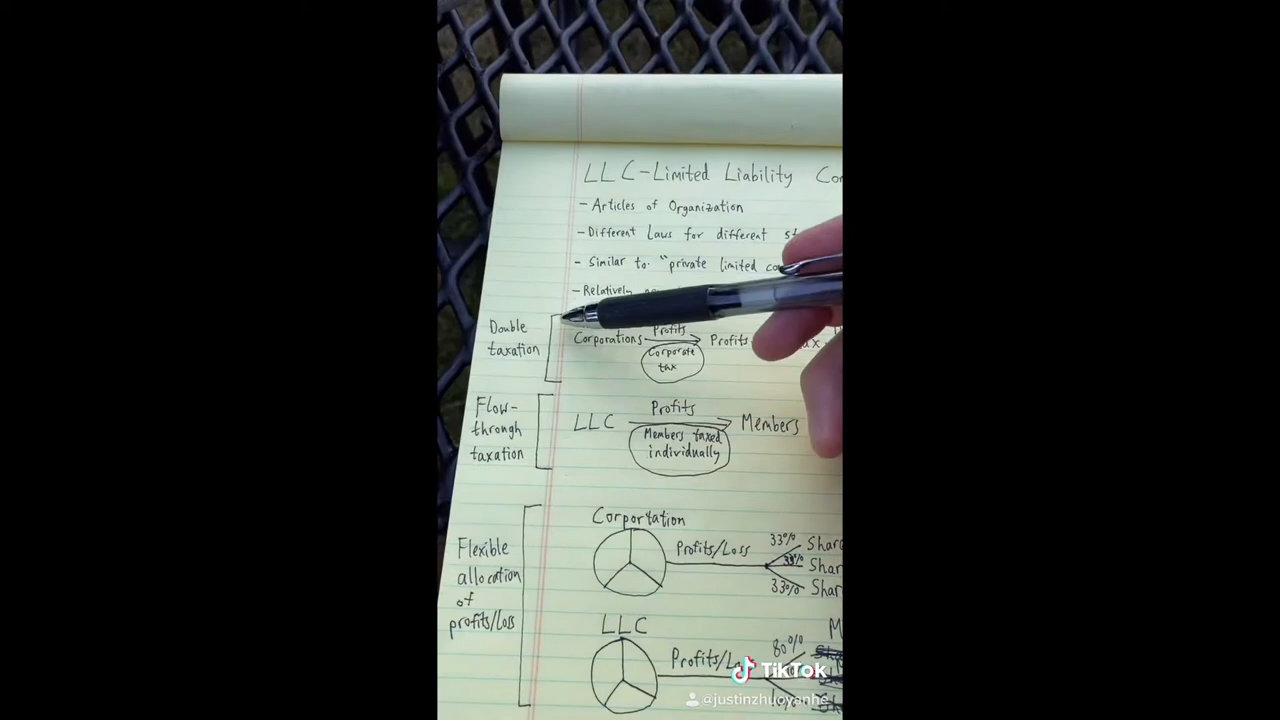 LLC-Limited Liability
- Articles of Organization
- Different Laws for different
- Similar to "private limited
- Relatively
Double
taxation
Corporations
Profits
Corporate
tax
Profits
Flow-
through
taxation
LLC
Profits
Members taxed
individually
Members
Flexible
allocation
of
profits/loss
Corportation
Profits/Loss
33%
33%
33%
LLC
Profits/
80%
TikTok
@justinzhuoyanhe